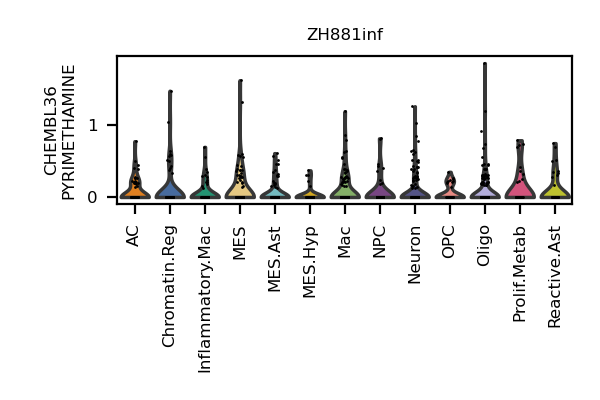 ZH881inf
CHEMBL36
PYRIMETHAMINE
1
0
AC
Chromatin.Reg
Inflammatory.Mac
MES
MES.Ast
MES.Hyp
Mac
NPC
Neuron
OPC
Oligo
Prolif.Metab
Reactive.Ast